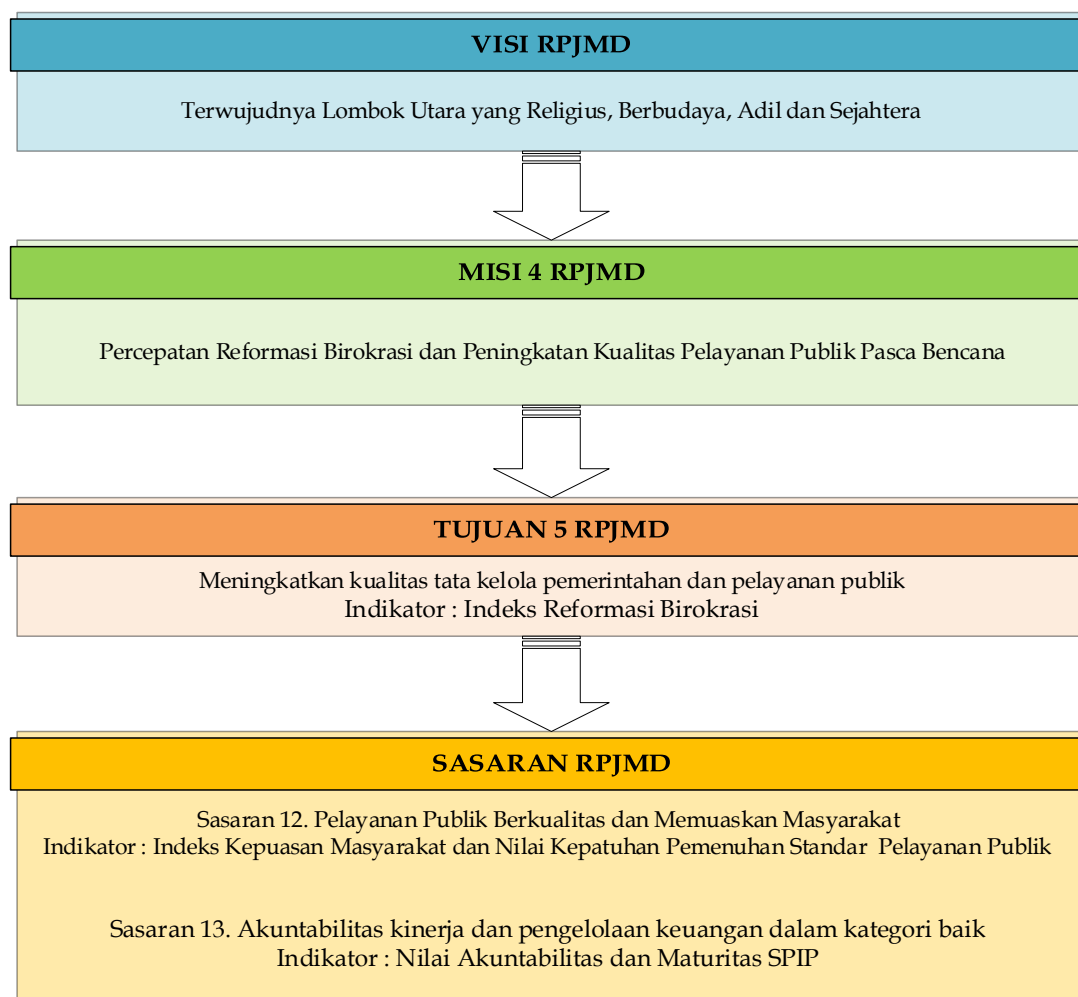 VISI RPJMD
Terwujudnya Lombok Utara yang Religius, Berbudaya, Adil dan Sejahtera
MISI 4 RPJMD
Percepatan Reformasi Birokrasi dan Peningkatan Kualitas Pelayanan Publik Pasca Bencana
TUJUAN 5 RPJMD
Meningkatkan kualitas tata kelola pemerintahan dan pelayanan publik
Indikator : Indeks Reformasi Birokrasi
SASARAN RPJMD
Sasaran 12. Pelayanan Publik Berkualitas dan Memuaskan Masyarakat
Indikator : Indeks Kepuasan Masyarakat dan Nilai Kepatuhan Pemenuhan Standar Pelayanan Publik
Sasaran 13. Akuntabilitas kinerja dan pengelolaan keuangan dalam kategori baik
Indikator : Nilai Akuntabilitas dan Maturitas SPIP